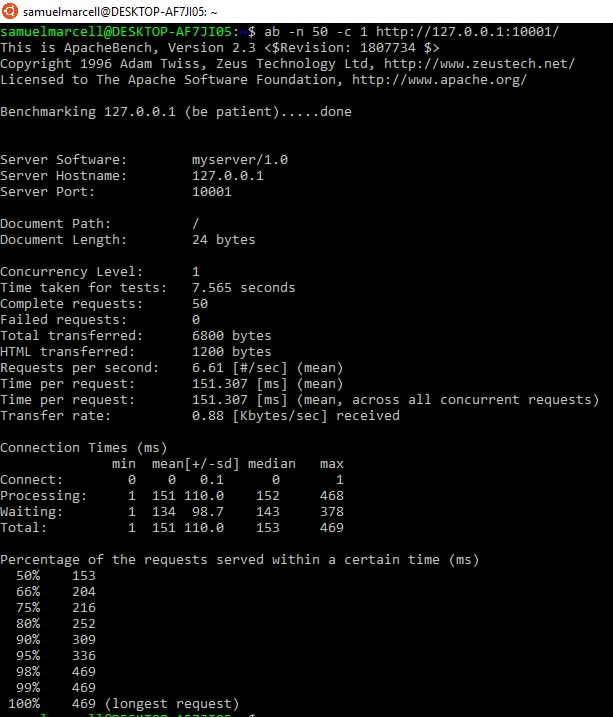 samuelmarcell@DESKTOP-AF7JI05: ~
samuelmarcell@DESKTOP-AF7JI05:~$ ab -n 50 -c 1 http://127.0.0.1:10001/
This is ApacheBench, Version 2.3 <$Revision: 1807734 $>
Copyright 1996 Adam Twiss, Zeus Technology Ltd, http://www.zeustech.net/
Licensed to The Apache Software Foundation, http://www.apache.org/
Benchmarking 127.0.0.1 (be patient).....done
Server Software:        myserver/1.0
Server Hostname:        127.0.0.1
Server Port:            10001
Document Path:          /
Document Length:        24 bytes
Concurrency Level:      1
Time taken for tests:   7.565 seconds
Complete requests:      50
Failed requests:        0
Total transferred:      6800 bytes
HTML transferred:       1200 bytes
Requests per second:    6.61 [#/sec] (mean)
Time per request:       151.307 [ms] (mean)
Time per request:       151.307 [ms] (mean, across all concurrent requests)
Transfer rate:          0.88 [Kbytes/sec] received
Connection Times (ms)
              min  mean[+/-sd] median   max
Connect:        0    0   0.1      0       1
Processing:     1  151 110.0    152     468
Waiting:        1  134  98.7    143     378
Total:          1  151 110.0    153     469
Percentage of the requests served within a certain time (ms)
  50%    153
  66%    204
  75%    216
  80%    252
  90%    309
  95%    336
  98%    469
  99%    469
 100%    469 (longest request)
samuelmarcell@DESKTOP-AF7JI05:~$